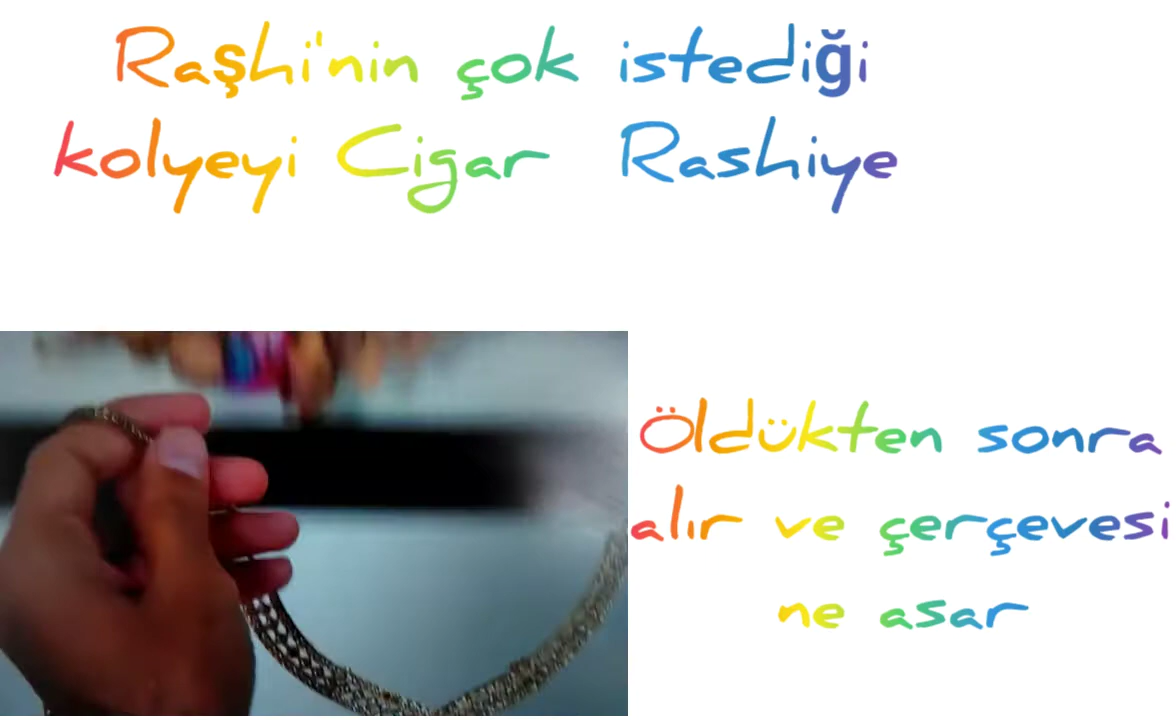 Raşhi'nin çok istediği
kolyeyi Cigar Rashiye
Öldükten sonra
alır ve çerçevesi
ne asar